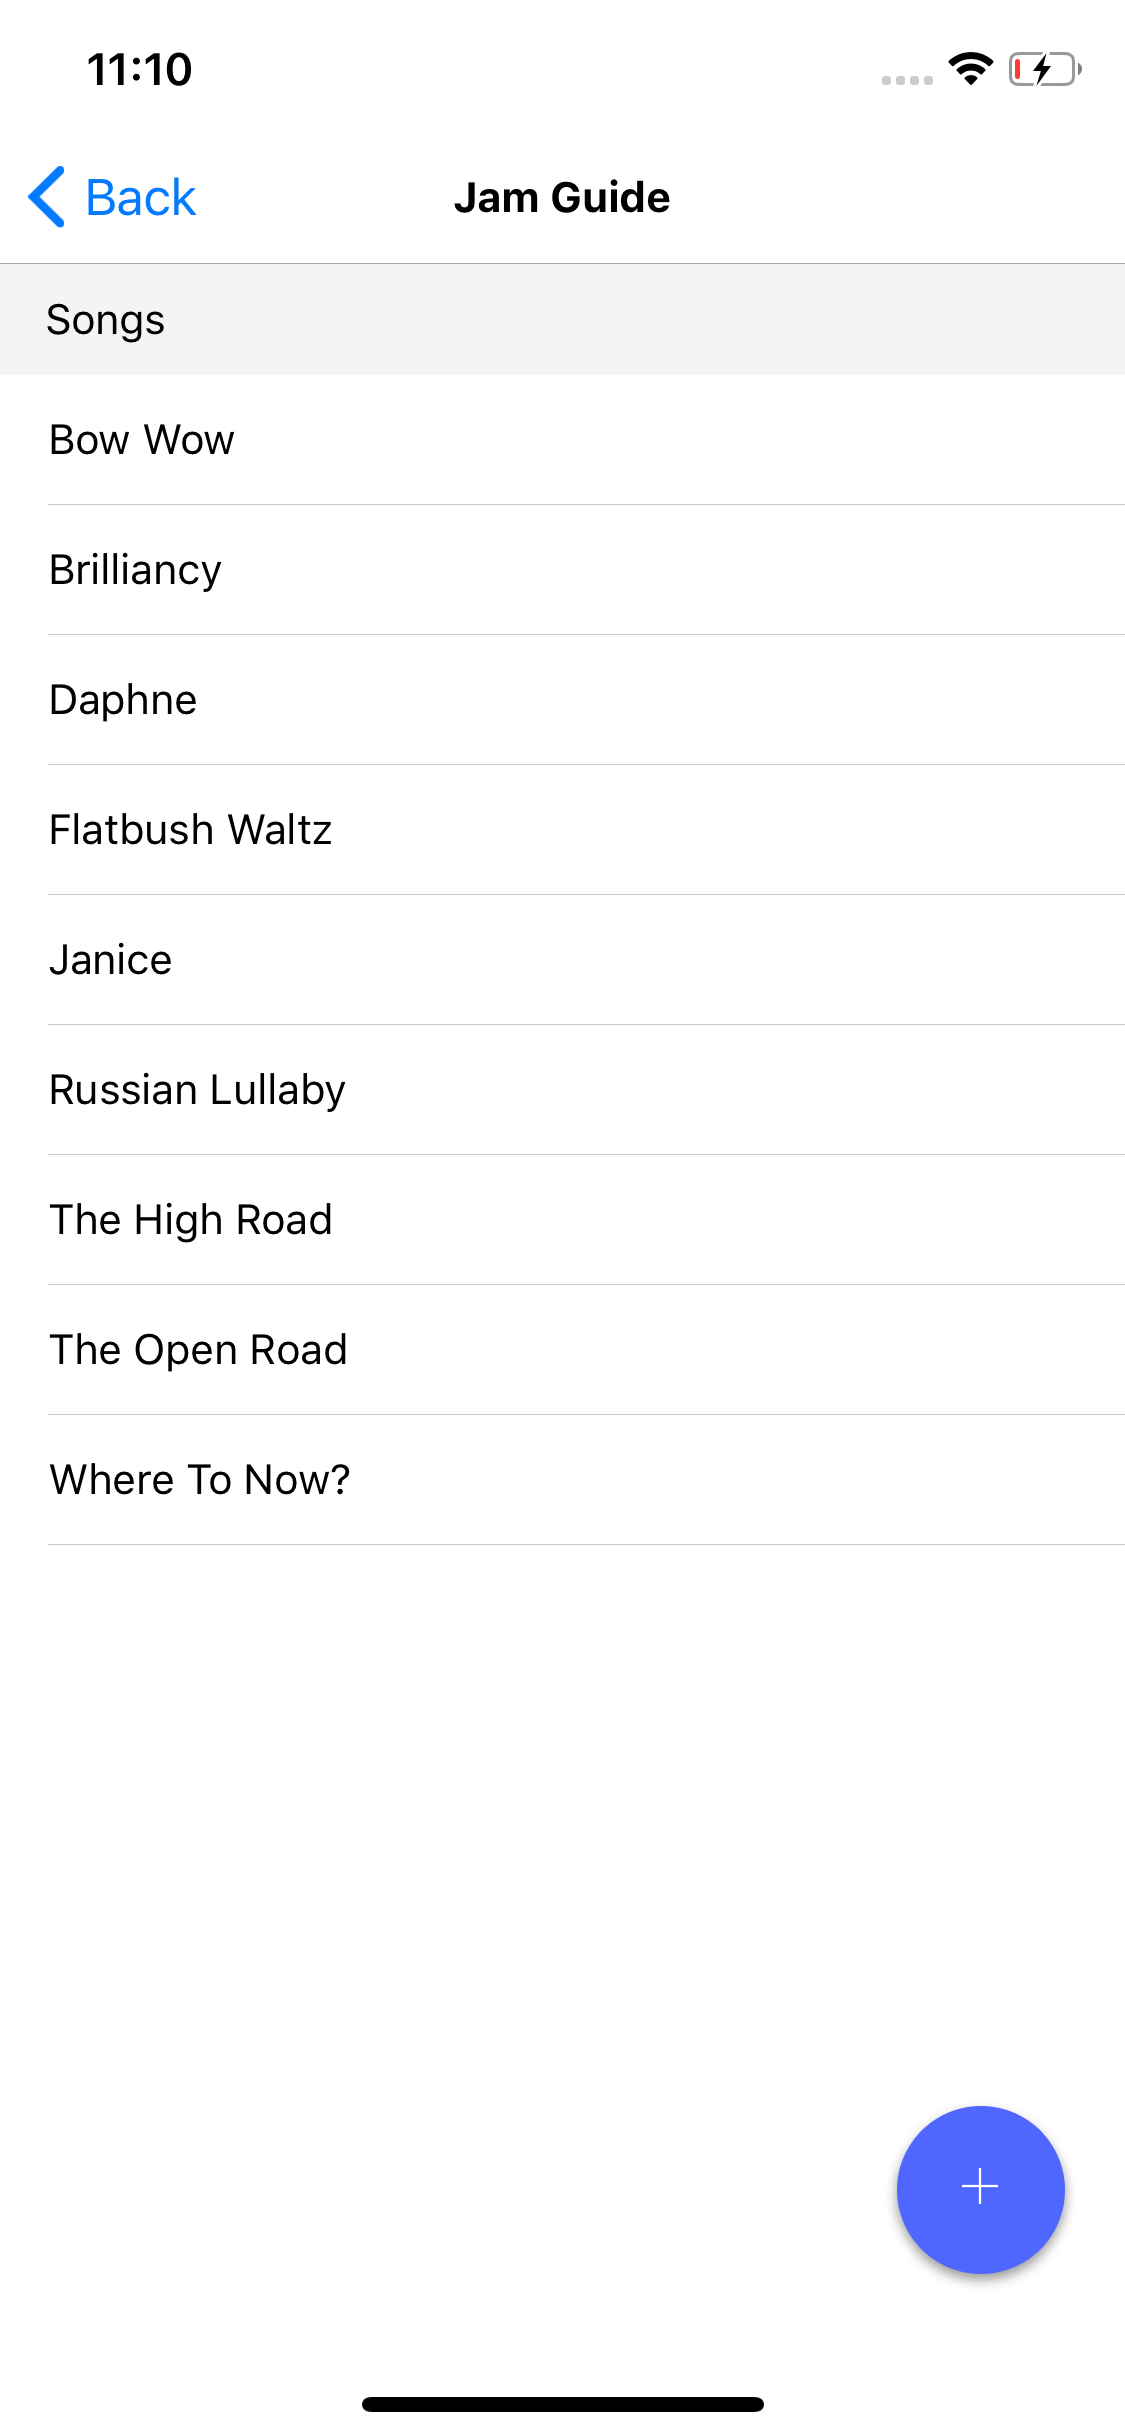 11:10
Back
Jam Guide
Songs
Bow Wow
Brilliancy
Daphne
Flatbush Waltz
Janice
Russian Lullaby
The High Road
The Open Road
Where To Now?